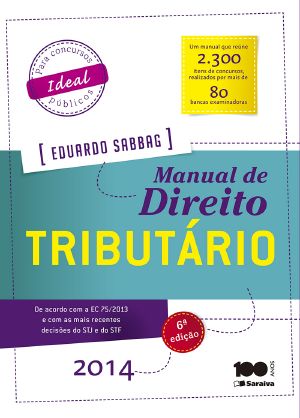 Para concursos
Ideal
públicos
Um manual que reúne
2.300
itens de concursos,
realizados por mais de
80
bancas examinadoras
[ EDUARDO SABBAG ]
Manual de
Direito
TRIBUTÁRIO
De acordo com a EC 75/2013
e com as mais recentes
decisões do STJ e do STF
6ª
edição
2014
100 ANOS
Saraiva